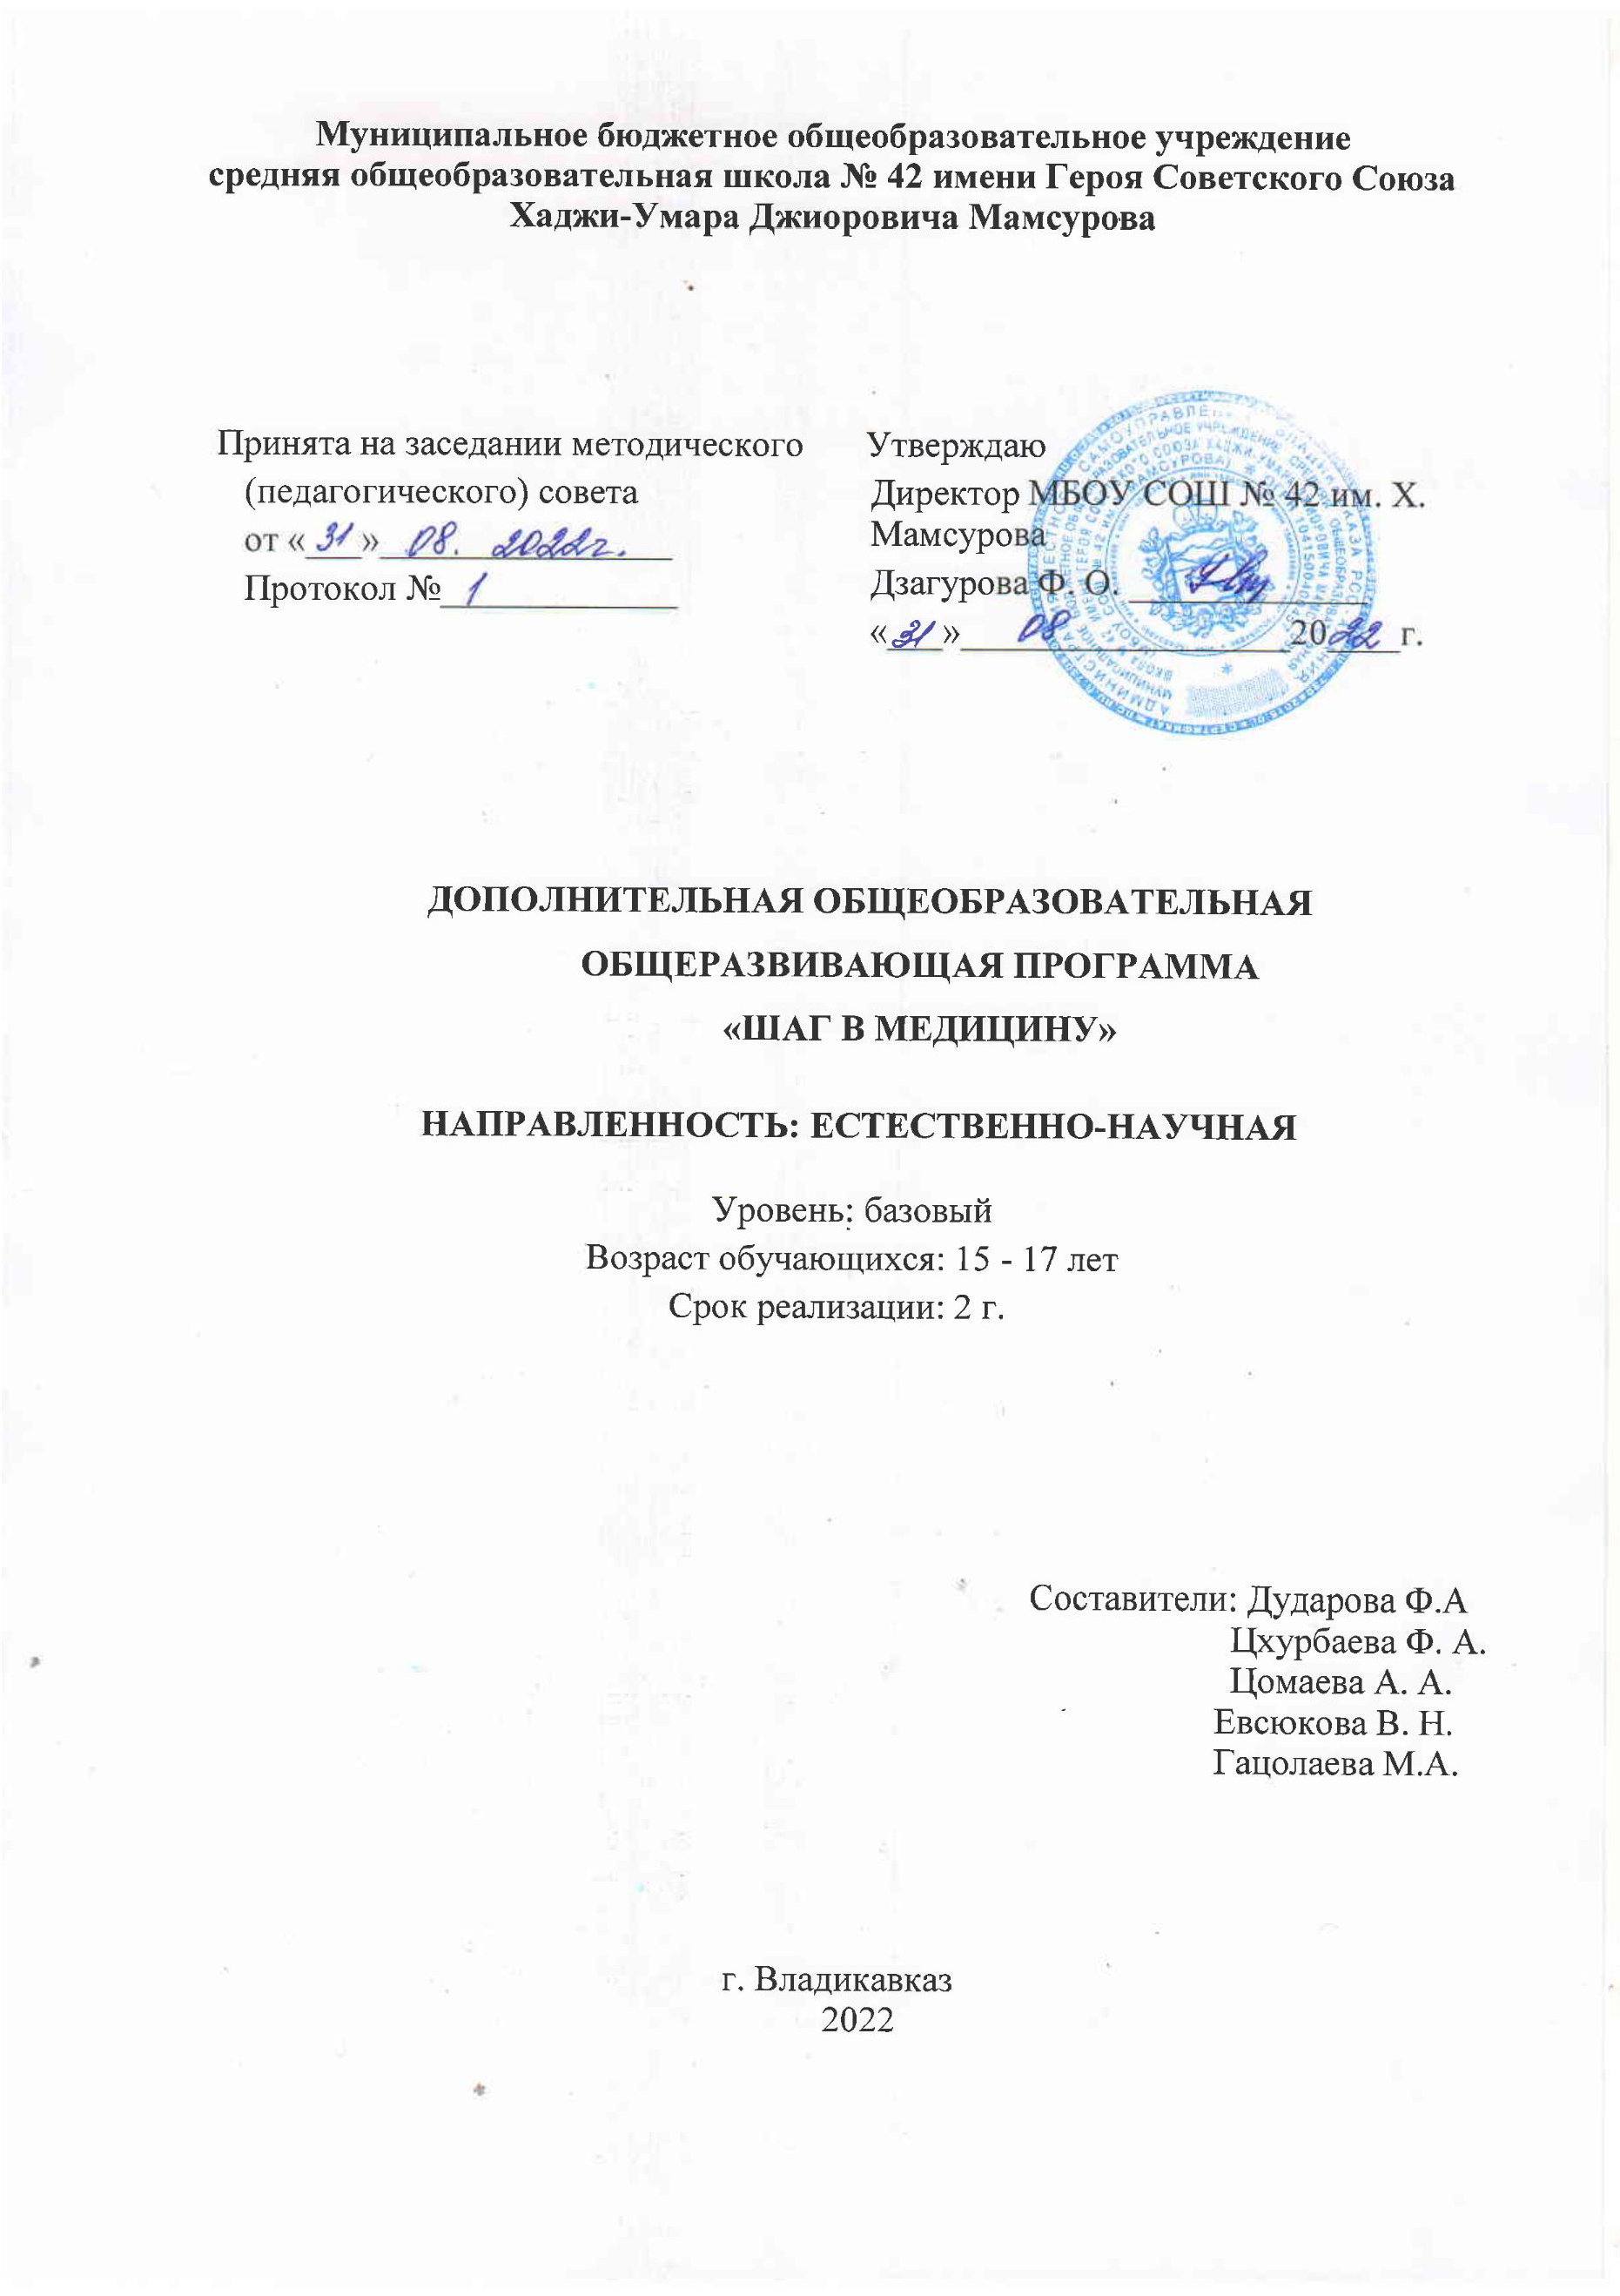 Муниципальное бюджетное общеобразовательное учреждение
средняя общеобразовательная школа № 42 имени Героя Советского Союза
Хаджи-Умара Джиоровича Мамсурова
Принята на заседании методического
(педагогического) совета
от «31» 08. 2022г.
Протокол № 1
Утверждаю
Директор МБОУ СОШ № 42 им. Х.
Мамсурова
Дзагурова Ф. О.
«31» 08 2022 г.
ДОПОЛНИТЕЛЬНАЯ ОБЩЕОБРАЗОВАТЕЛЬНАЯ
ОБЩЕРАЗВИВАЮЩАЯ ПРОГРАММА
«ШАГ В МЕДИЦИНУ»
НАПРАВЛЕННОСТЬ: ЕСТЕСТВЕННО-НАУЧНАЯ
Уровень: базовый
Возраст обучающихся: 15 - 17 лет
Срок реализации: 2 г.
Составители: Дударова Ф.А
Цхурбаева Ф. А.
Цомаева А. А.
Евсюкова В. Н.
Гацолаева М.А.
г. Владикавказ
2022